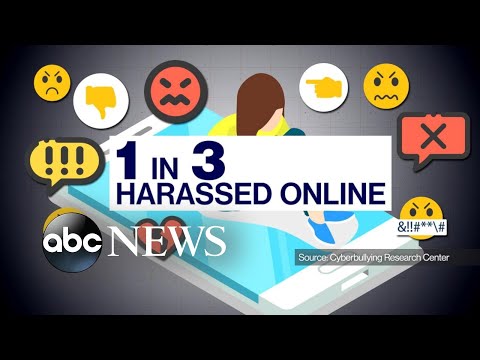 !!!
1 IN 3
HARASSED ONLINE
abc NEWS
&!!#**\#
Source: Cyberbullying Research Center